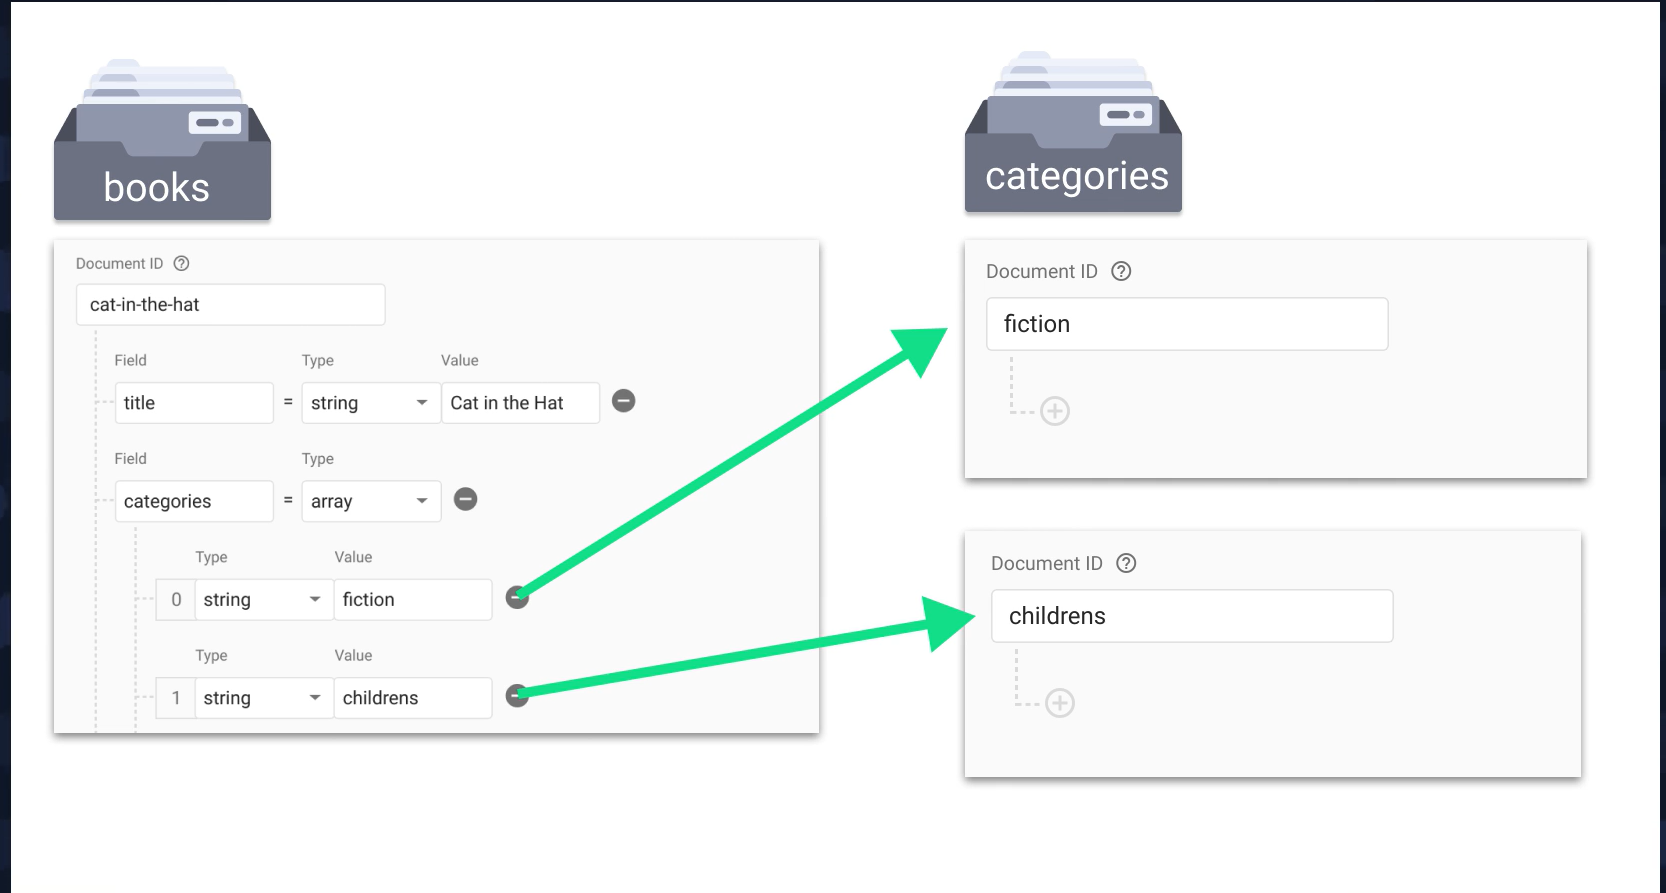 books
Document ID ?
cat-in-the-hat
Field Type Value
title = string Cat in the Hat
Field Type
categories = array
Type Value
0 string fiction
Type Value
1 string childrens
categories
Document ID ?
fiction
Document ID ?
childrens